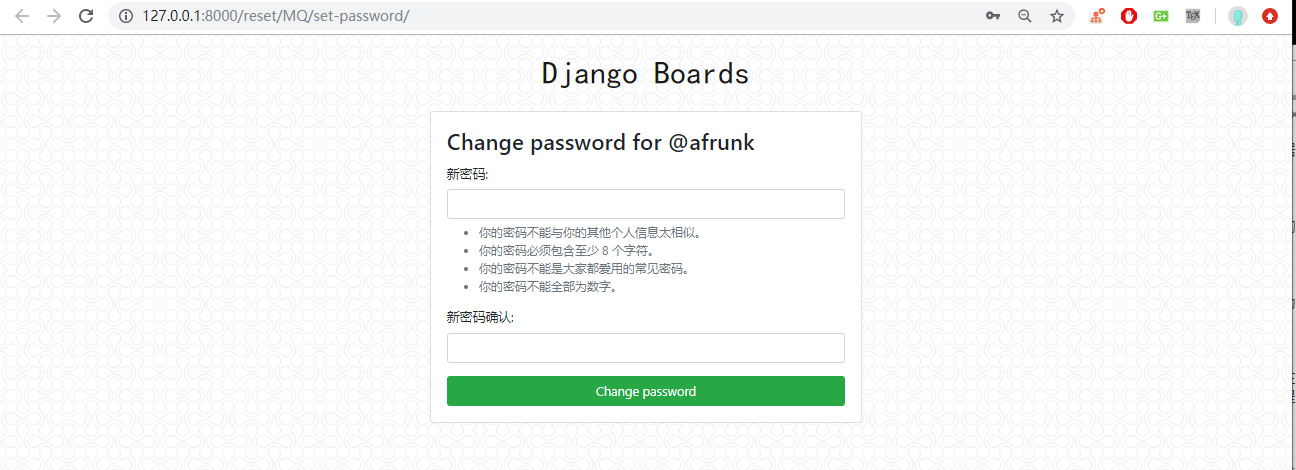 127.0.0.1:8000/reset/MQ/set-password/
Django Boards
Change password for @afrunk
新密码:
你的密码不能与你的其他个人信息太相似。
你的密码必须包含至少 8 个字符。
你的密码不能是大家都爱用的常见密码。
你的密码不能全部为数字。
新密码确认:
Change password